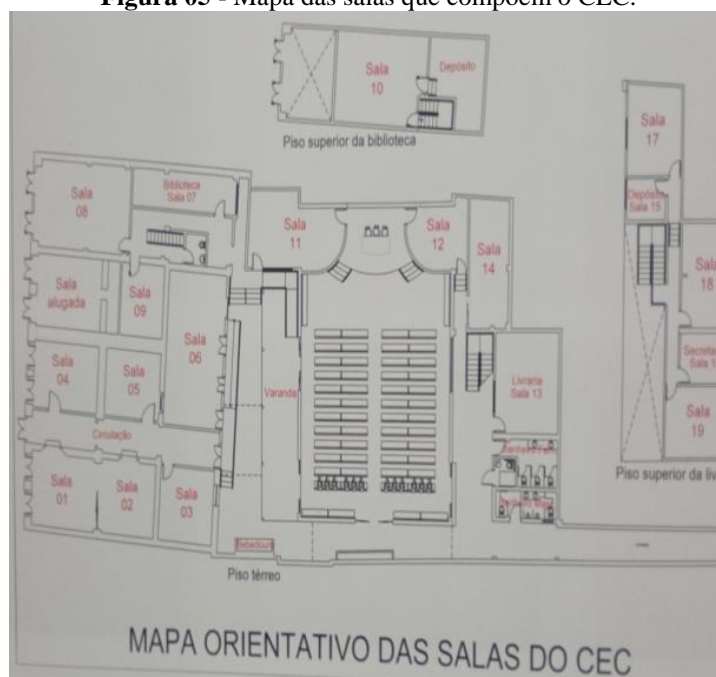 Figura 05 - Mapa das salas que compõem o CEC.
Sala
10
Depósito
Piso superior da biblioteca
Sala
17
Depósito
Sala 15
Sala
18
Sala
19
Piso superior da liv
Sala
08
Biblioteca
Sala 07
Sala
11
Sala
12
Sala
14
Sala
alugada
Sala
09
Sala
06
Sala
04
Sala
05
Varanda
Livraria
Sala 13
Circulação
Sala
01
Sala
02
Sala
03
Bebedouro
Piso térreo
MAPA ORIENTATIVO DAS SALAS DO CEC